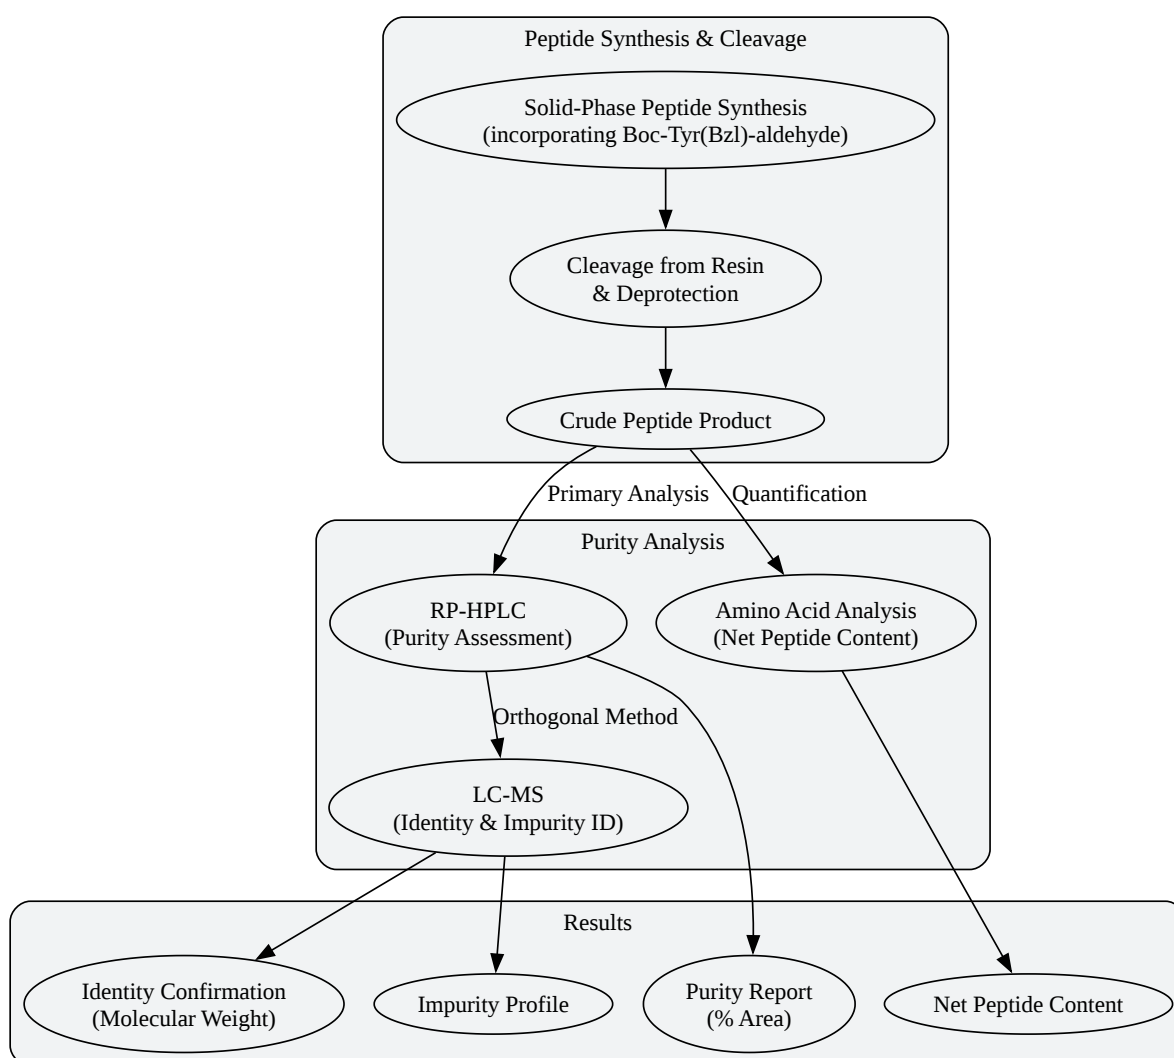 Peptide Synthesis & Cleavage
Solid-Phase Peptide Synthesis
(incorporating Boc-Tyr(Bzl)-aldehyde)
Cleavage from Resin
& Deprotection
Crude Peptide Product
Primary Analysis
Quantification
Purity Analysis
RP-HPLC
(Purity Assessment)
Amino Acid Analysis
(Net Peptide Content)
Orthogonal Method
LC-MS
(Identity & Impurity ID)
Results
Identity Confirmation
(Molecular Weight)
Impurity Profile
Purity Report
(% Area)
Net Peptide Content